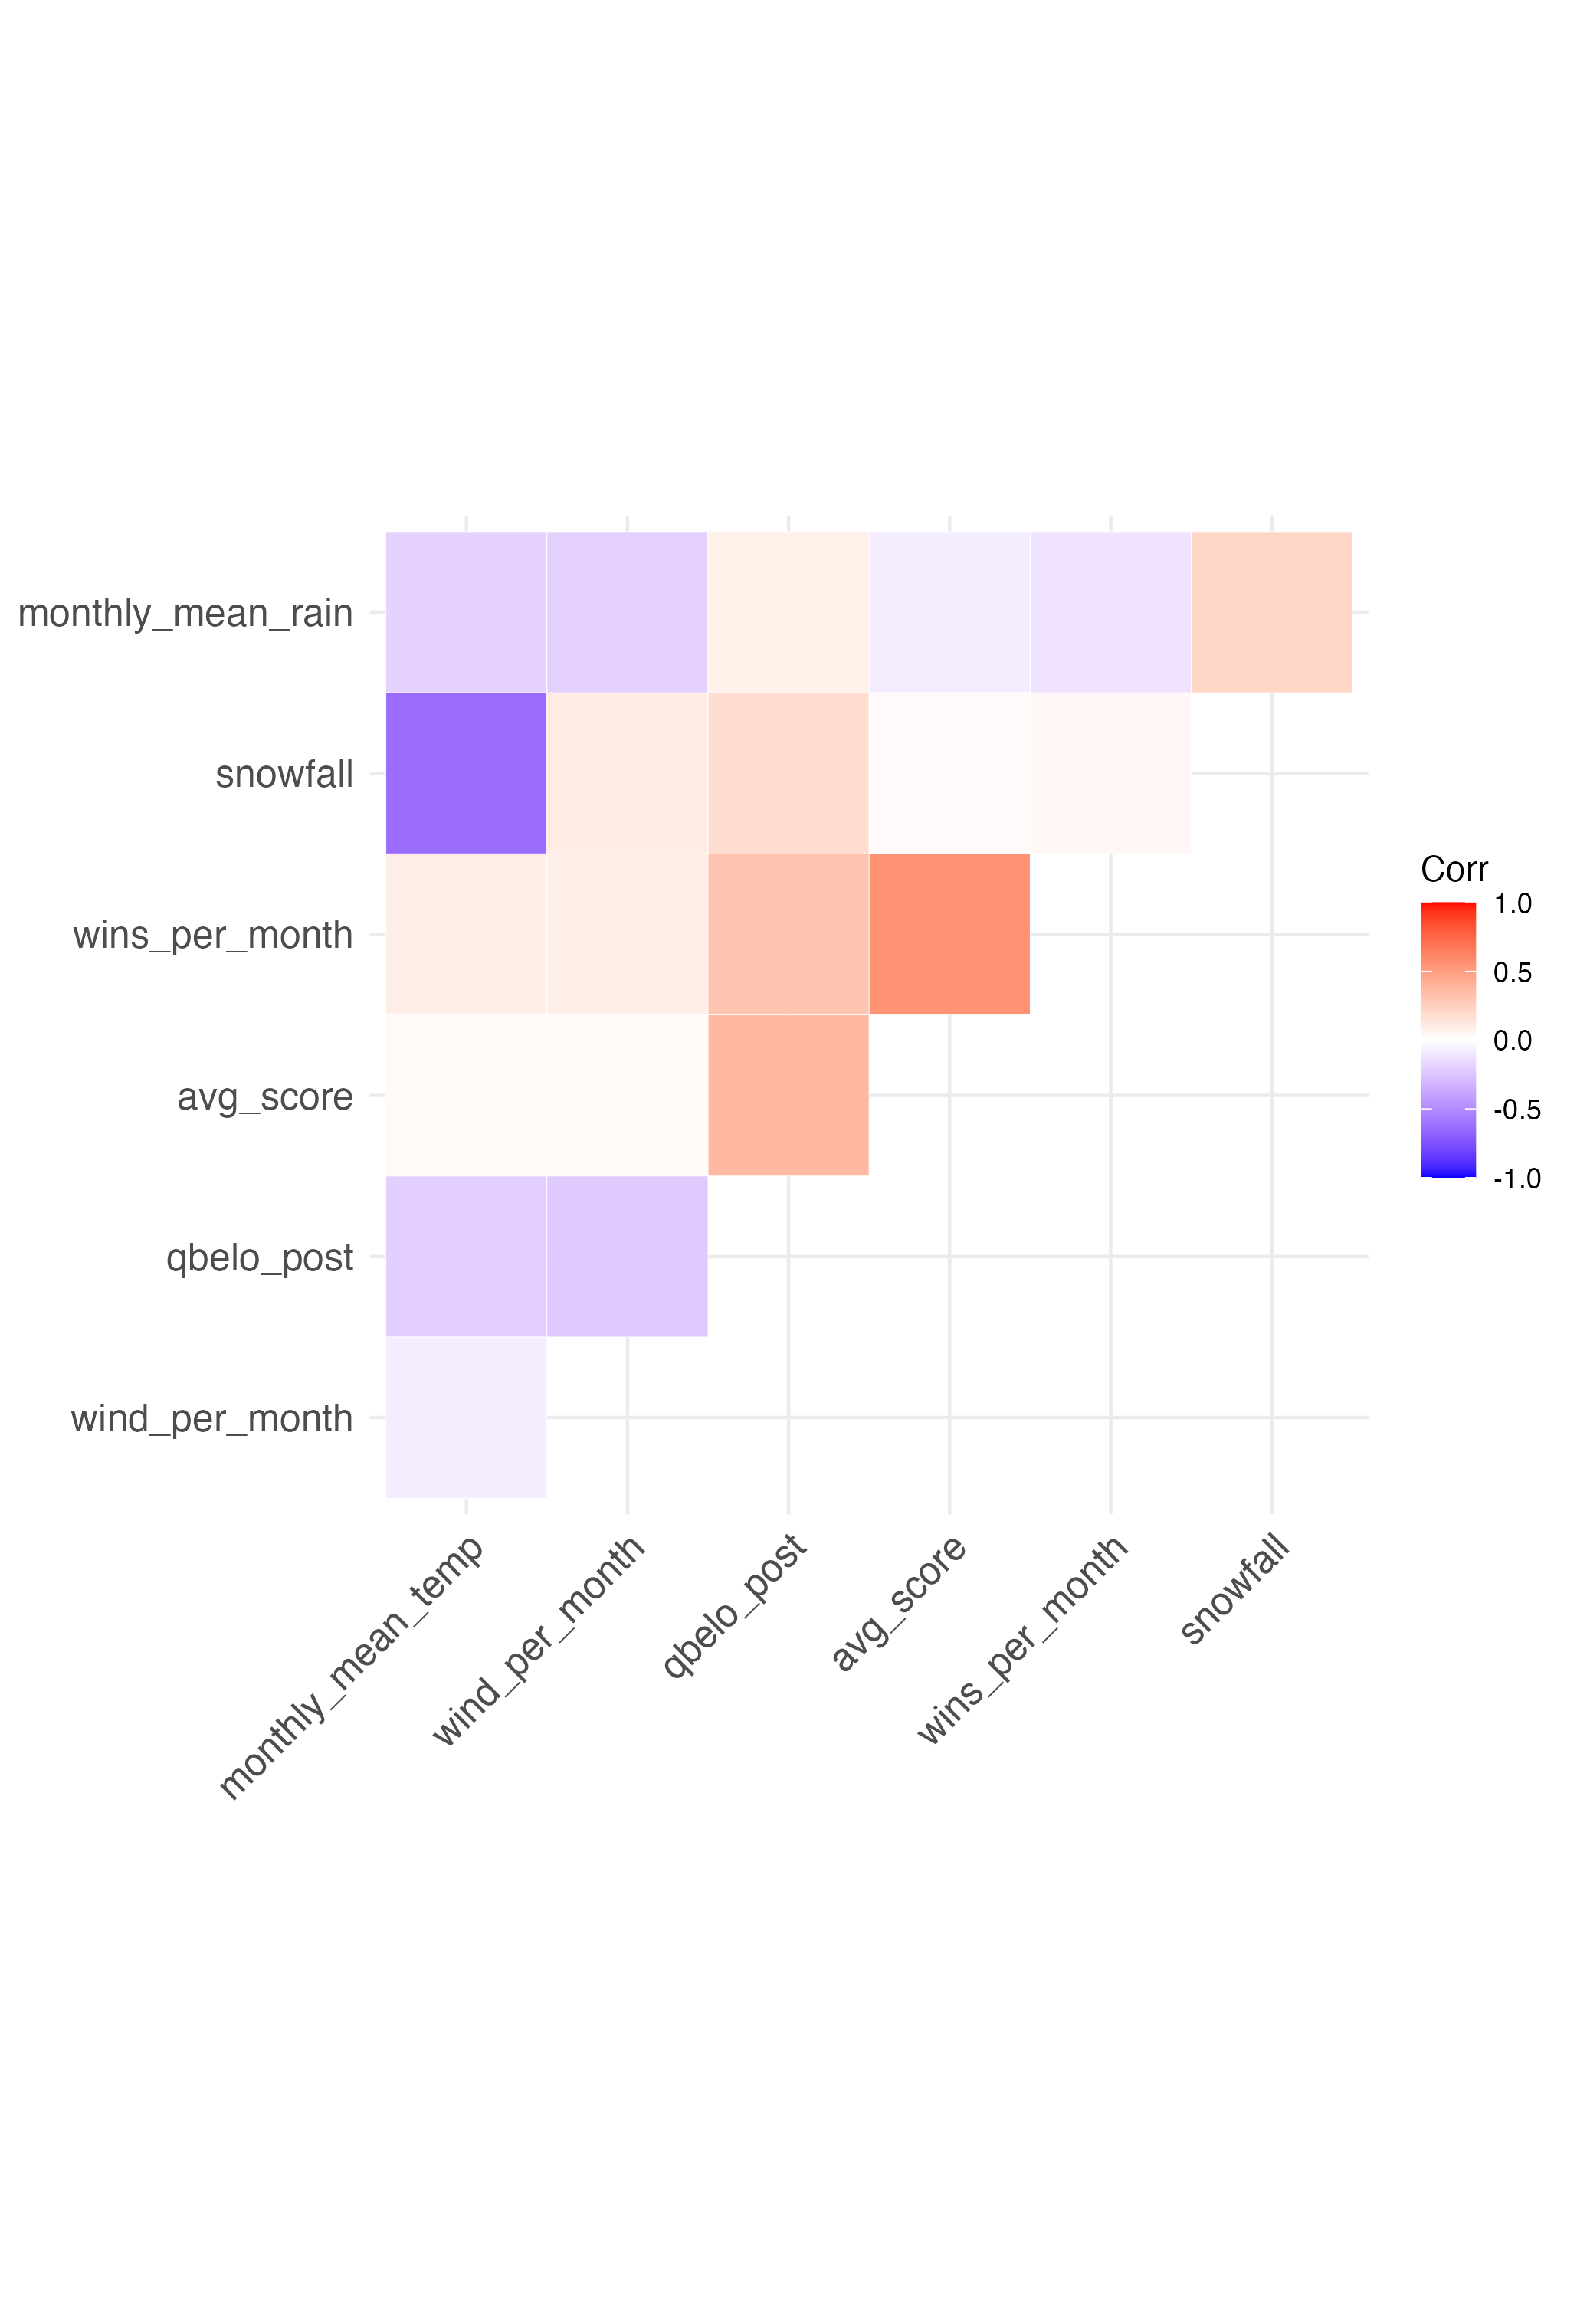 monthly_mean_rain
snowfall
wins_per_month
avg_score
qbelo_post
wind_per_month
monthly_mean_temp
wind_per_month
qbelo_post
avg_score
wins_per_month
snowfall
Corr
1.0
0.5
0.0
-0.5
-1.0